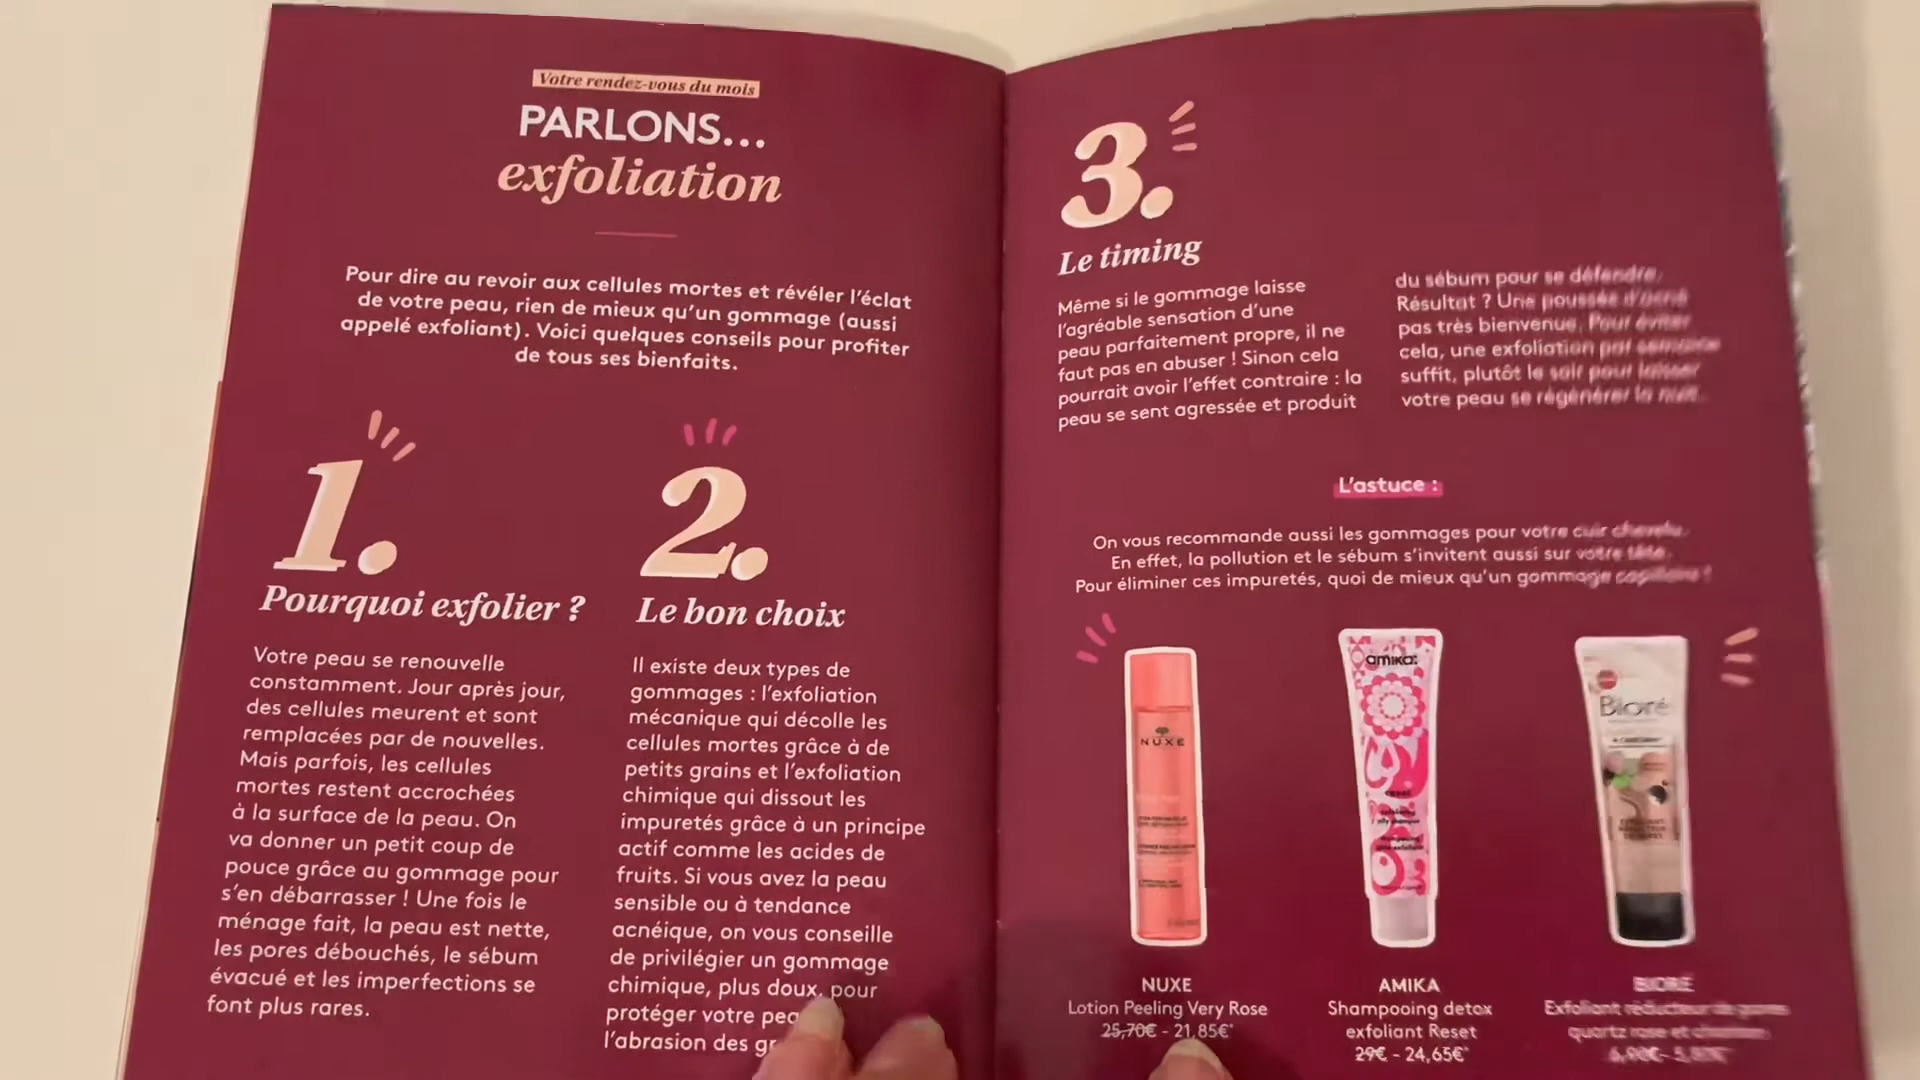 Votre rendez-vous du mois
PARLONS...
exfoliation
Pour dire au revoir aux cellules mortes et révéler l'éclat
de votre peau, rien de mieux qu'un gommage (aussi
appelé exfoliant). Voici quelques conseils pour profiter
de tous ses bienfaits.
1.
Pourquoi exfolier ?
Votre peau se renouvelle
constamment. Jour après jour,
des cellules meurent et sont
remplacées par de nouvelles.
Mais parfois, les cellules
mortes restent accrochées
à la surface de la peau. On
va donner un petit coup de
pouce grâce au gommage pour
s'en débarrasser ! Une fois le
ménage fait, la peau est nette,
les pores débouchés, le sébum
évacué et les imperfections se
font plus rares.
2.
Le bon choix
Il existe deux types de
gommages : l'exfoliation
mécanique qui décolle les
cellules mortes grâce à de
petits grains et l'exfoliation
chimique qui dissout les
impuretés grâce à un principe
actif comme les acides de
fruits. Si vous avez la peau
sensible ou à tendance
acnéique, on vous conseille
de privilégier un gommage
chimique, plus doux, pour
protéger votre
l'abrasion des
3.
Le timing
Même si le gommage laisse
l'agréable sensation d'une
peau parfaitement propre, il ne
faut pas en abuser ! Sinon cela
pourrait avoir l'effet contraire : la
peau se sent agressée et produit
du sébum pour se défendre.
Résultat ? Une poussée d'acné
pas très bienvenue. Pour éviter
cela, une exfoliation par semaine
suffit, plutôt le soir pour laisser
votre peau se régénérer la nuit.
L'astuce :
On vous recommande aussi les gommages pour votre cuir chevelu.
En effet, la pollution et le sébum s'invitent aussi sur votre tête.
Pour éliminer ces impuretés, quoi de mieux qu'un gommage capillaire !
NUXE
amika:
Bioré
NUXE
Lotion Peeling Very Rose
25,70€ - 21,85€*
AMIKA
Shampooing detox
exfoliant Reset
29€ - 24,65€*
BIORÉ
Exfoliant réducteur de pores
quartz rose et charbon